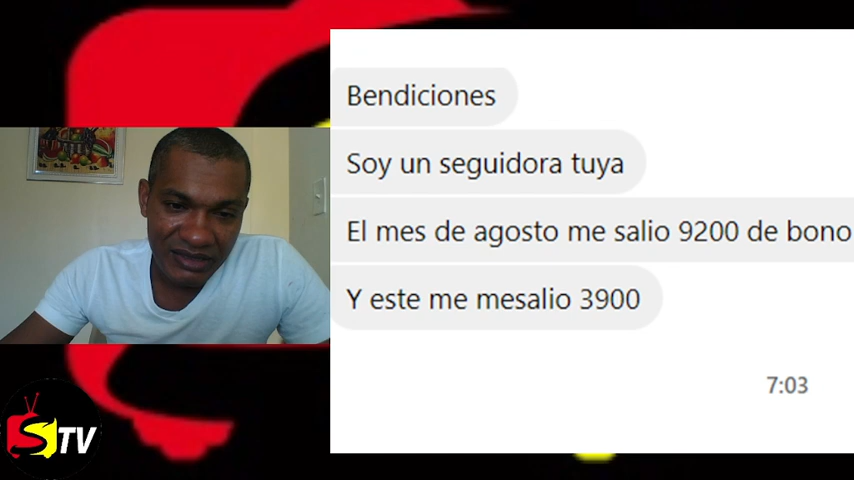 Bendiciones
Soy un seguidora tuya
El mes de agosto me salio 9200 de bono
Y este me mesalio 3900
7:03
STV